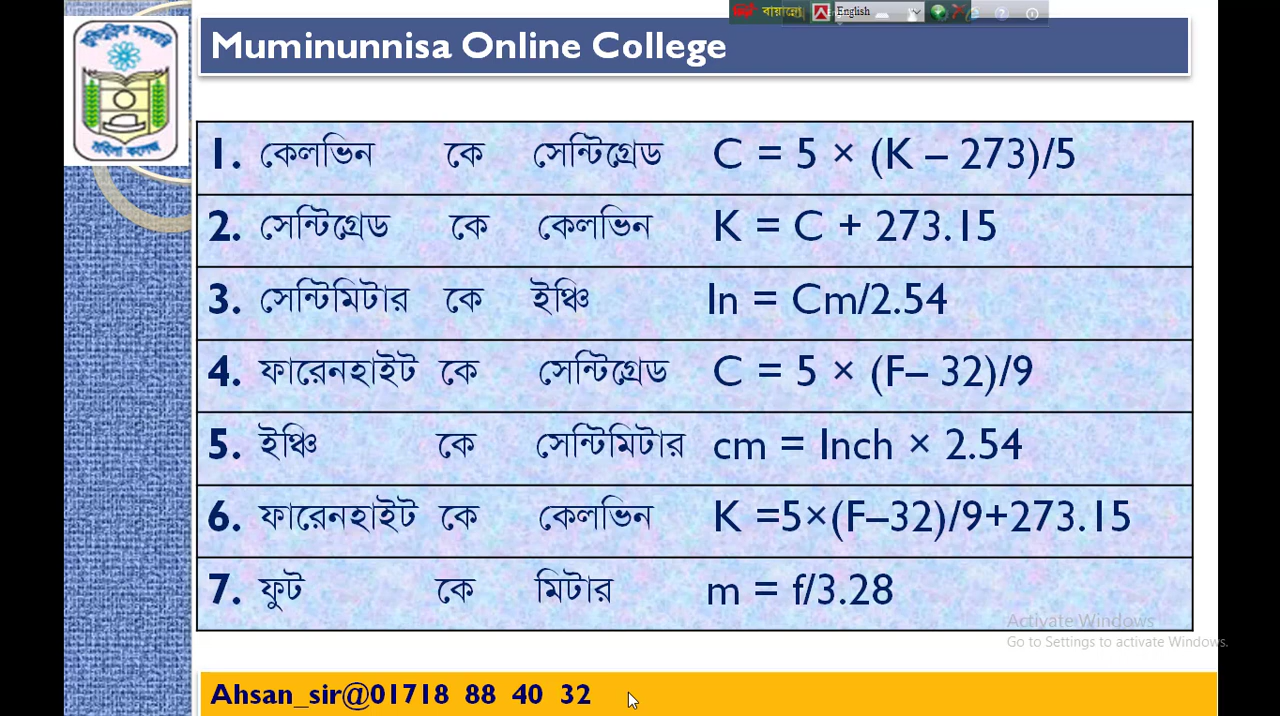 বায়ান্নো English
Muminunnisa Online College
1. কেলভিন কে সেন্টিগ্রেড C = 5 × (K – 273)/5
2. সেন্টিগ্রেড কে কেলভিন K = C + 273.15
3. সেন্টিমিটার কে ইঞ্চি In = Cm/2.54
4. ফারেনহাইট কে সেন্টিগ্রেড C = 5 × (F– 32)/9
5. ইঞ্চি কে সেন্টিমিটার cm = Inch × 2.54
6. ফারেনহাইট কে কেলভিন K =5×(F–32)/9+273.15
7. ফুট কে মিটার m = f/3.28
Activate Windows
Go to Settings to activate Windows.
Ahsan_sir@01718 88 40 32